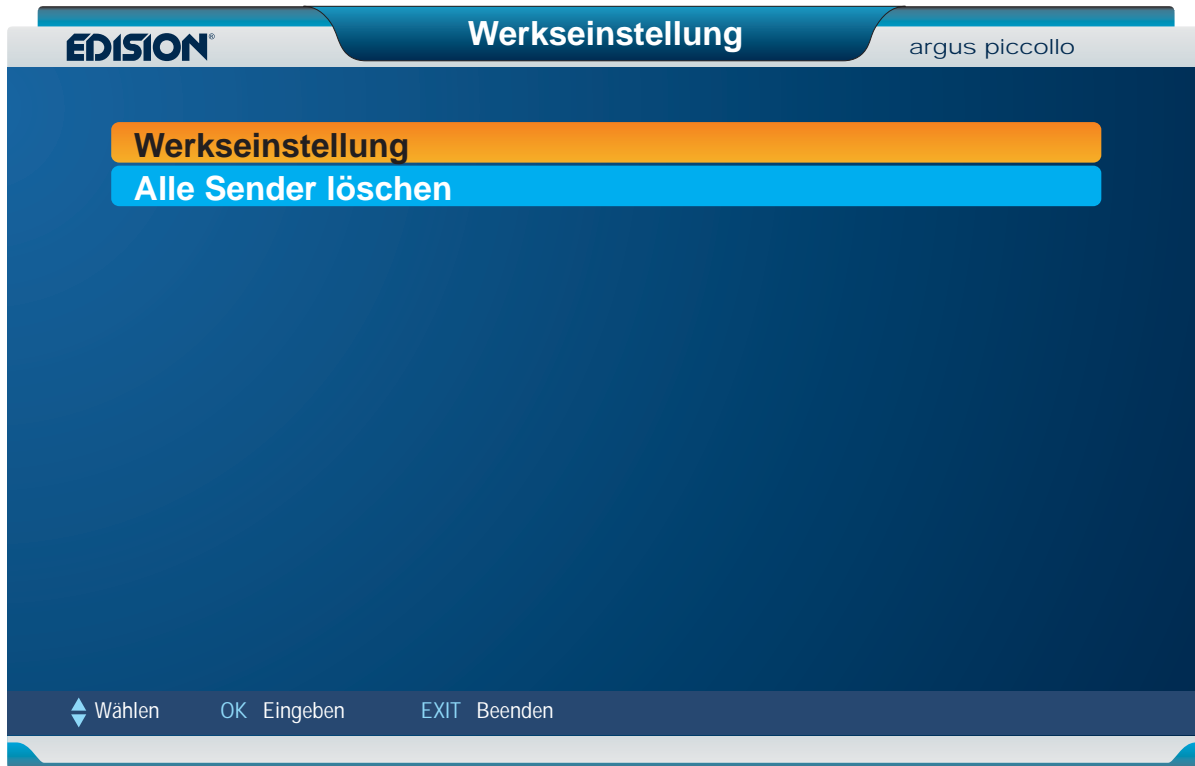 EDISION®
Werkseinstellung
argus piccollo
Werkseinstellung
Alle Sender löschen
Wählen OK Eingeben EXIT Beenden